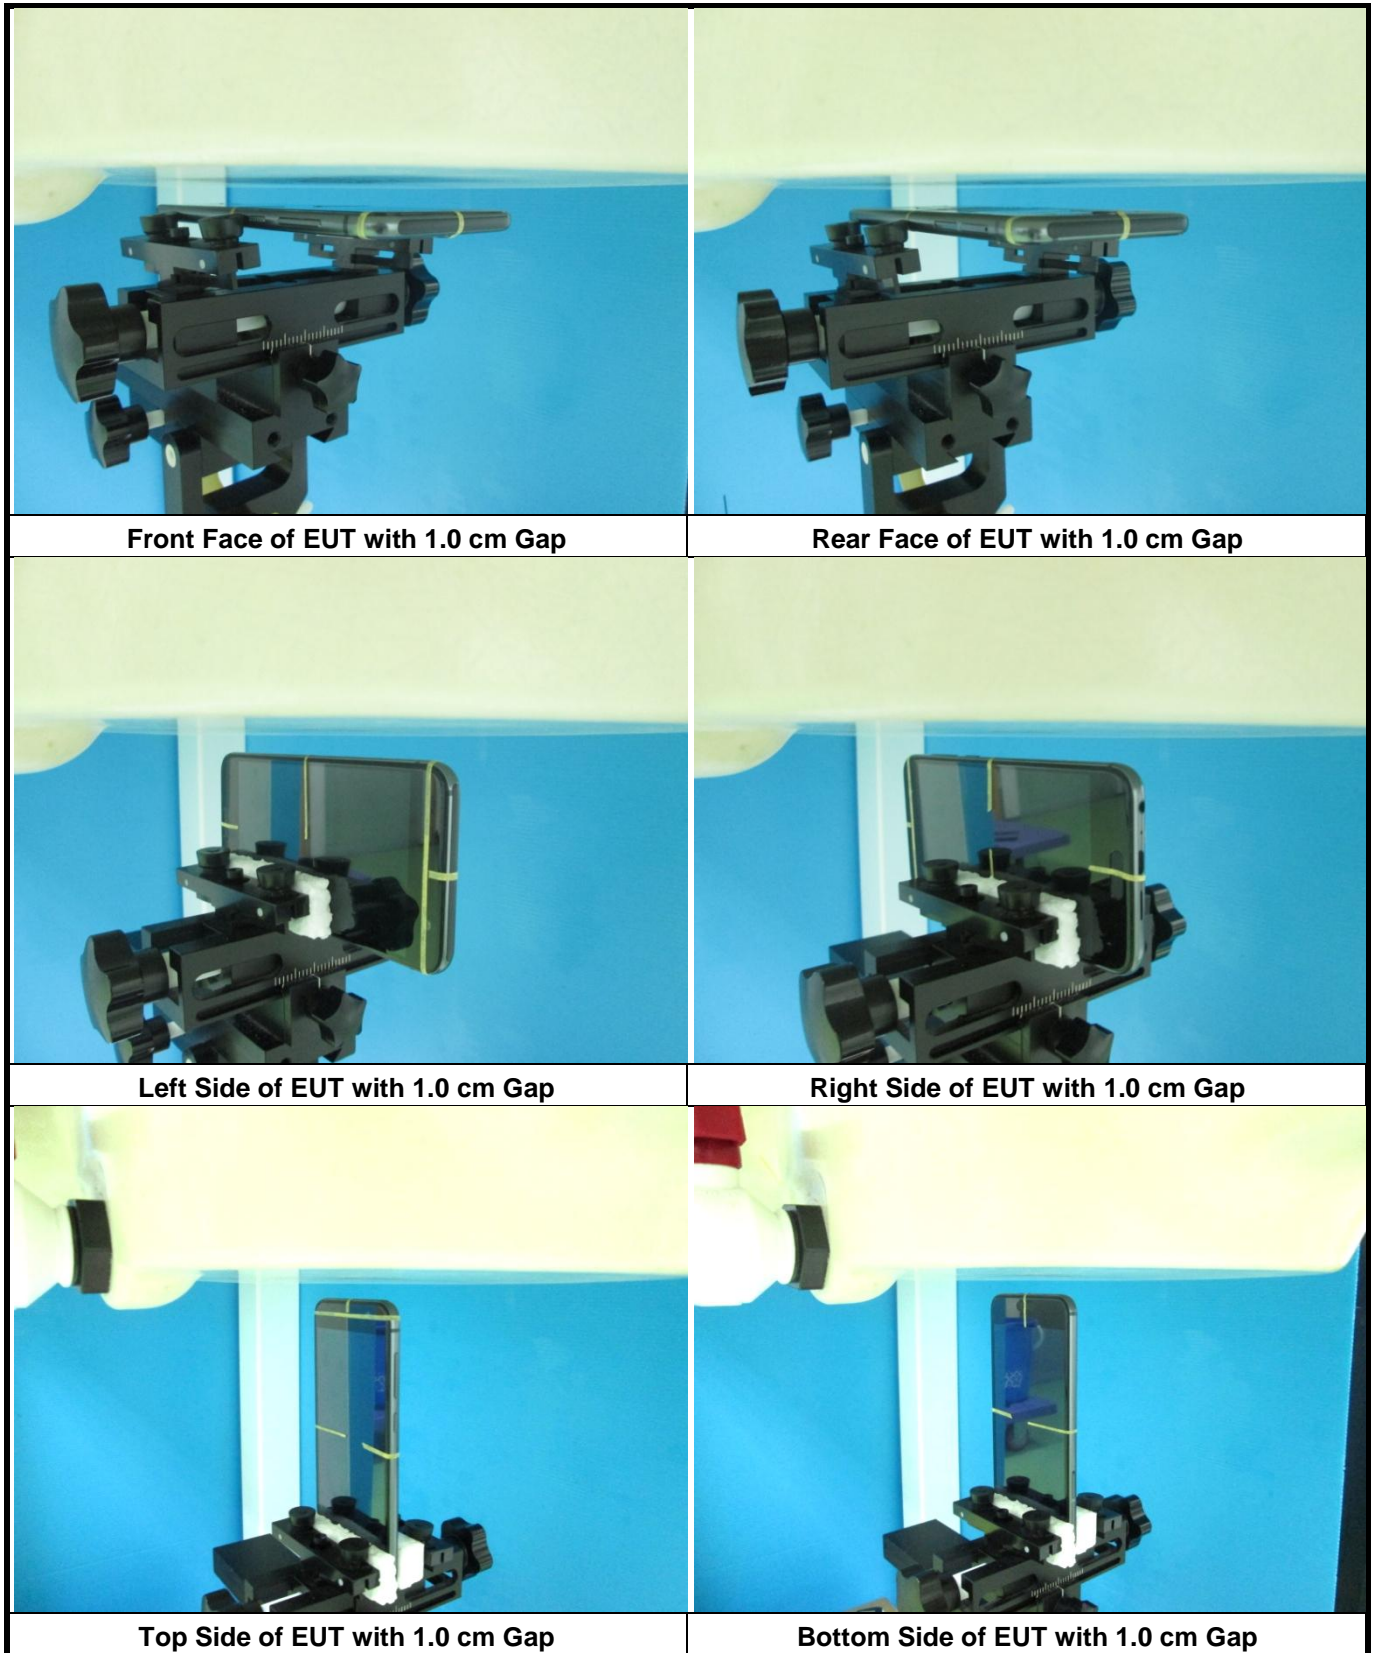 Front Face of EUT with 1.0 cm Gap
Rear Face of EUT with 1.0 cm Gap
Left Side of EUT with 1.0 cm Gap
Right Side of EUT with 1.0 cm Gap
Top Side of EUT with 1.0 cm Gap
Bottom Side of EUT with 1.0 cm Gap